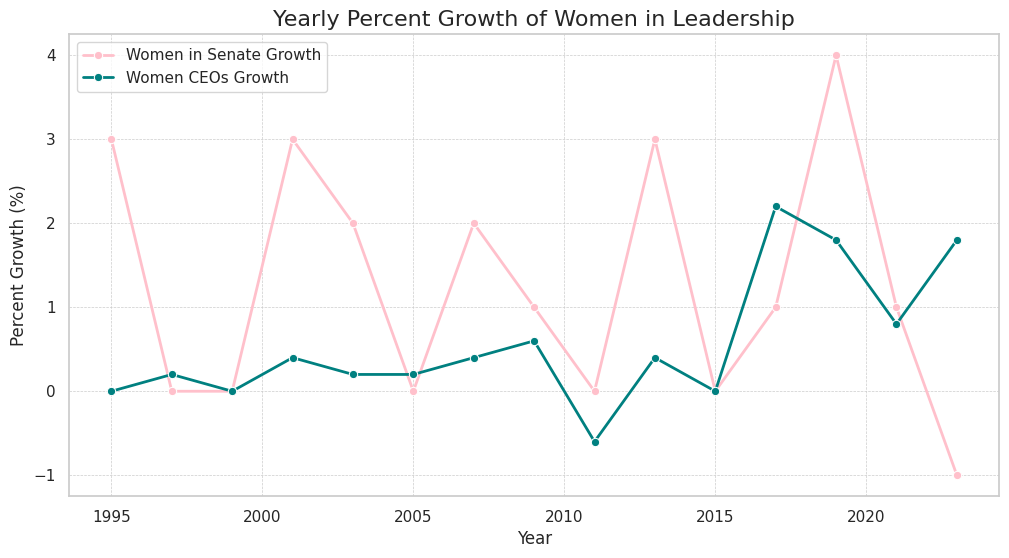 Yearly Percent Growth of Women in Leadership
Women in Senate Growth
Women CEOs Growth
Percent Growth (%)
4
3
2
1
0
−1
1995 2000 2005 2010 2015 2020
Year